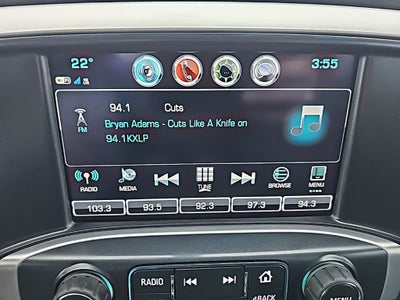 22° 3:55
94.1 Cuts
Bryan Adams - Cuts Like A Knife on
94.1KXLP
FM
RADIO MEDIA TUNE BROWSE MENU
103.3 93.5 92.3 97.3 94.3
RADIO
BACK
MENU